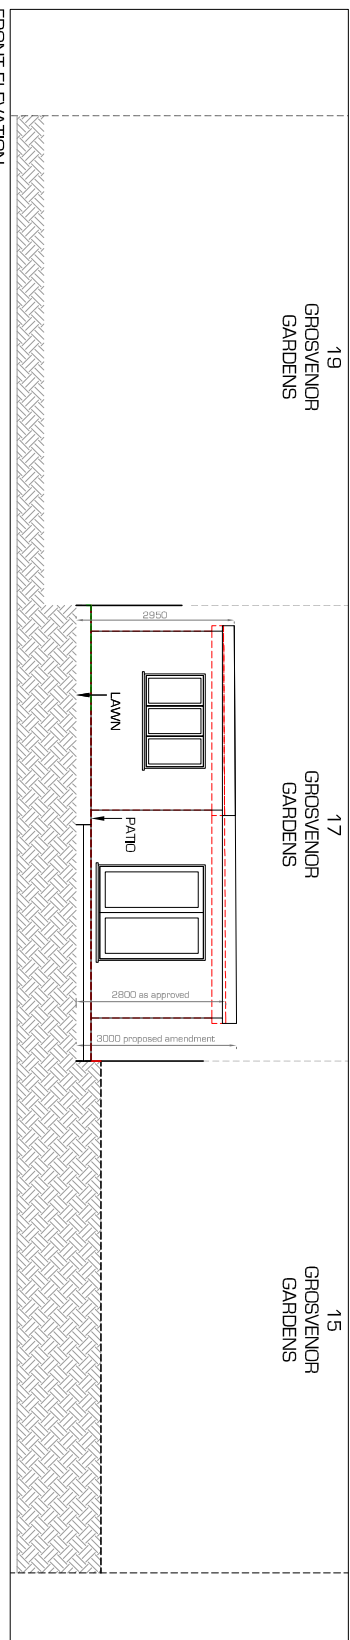 19
GROSVENOR
GARDENS
17
GROSVENOR
GARDENS
15
GROSVENOR
GARDENS
2950
LAWN
PATIO
2800 as approved
3000 proposed amendment
FRONT ELEVATION